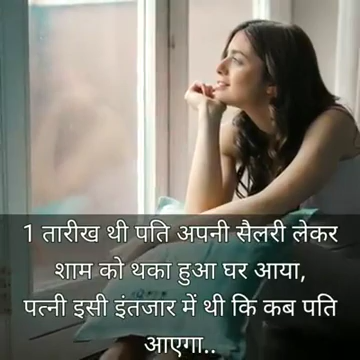 1 तारीख थी पति अपनी सैलरी लेकर
शाम को थका हुआ घर आया,
पत्नी इसी इंतजार में थी कि कब पति
आएगा..